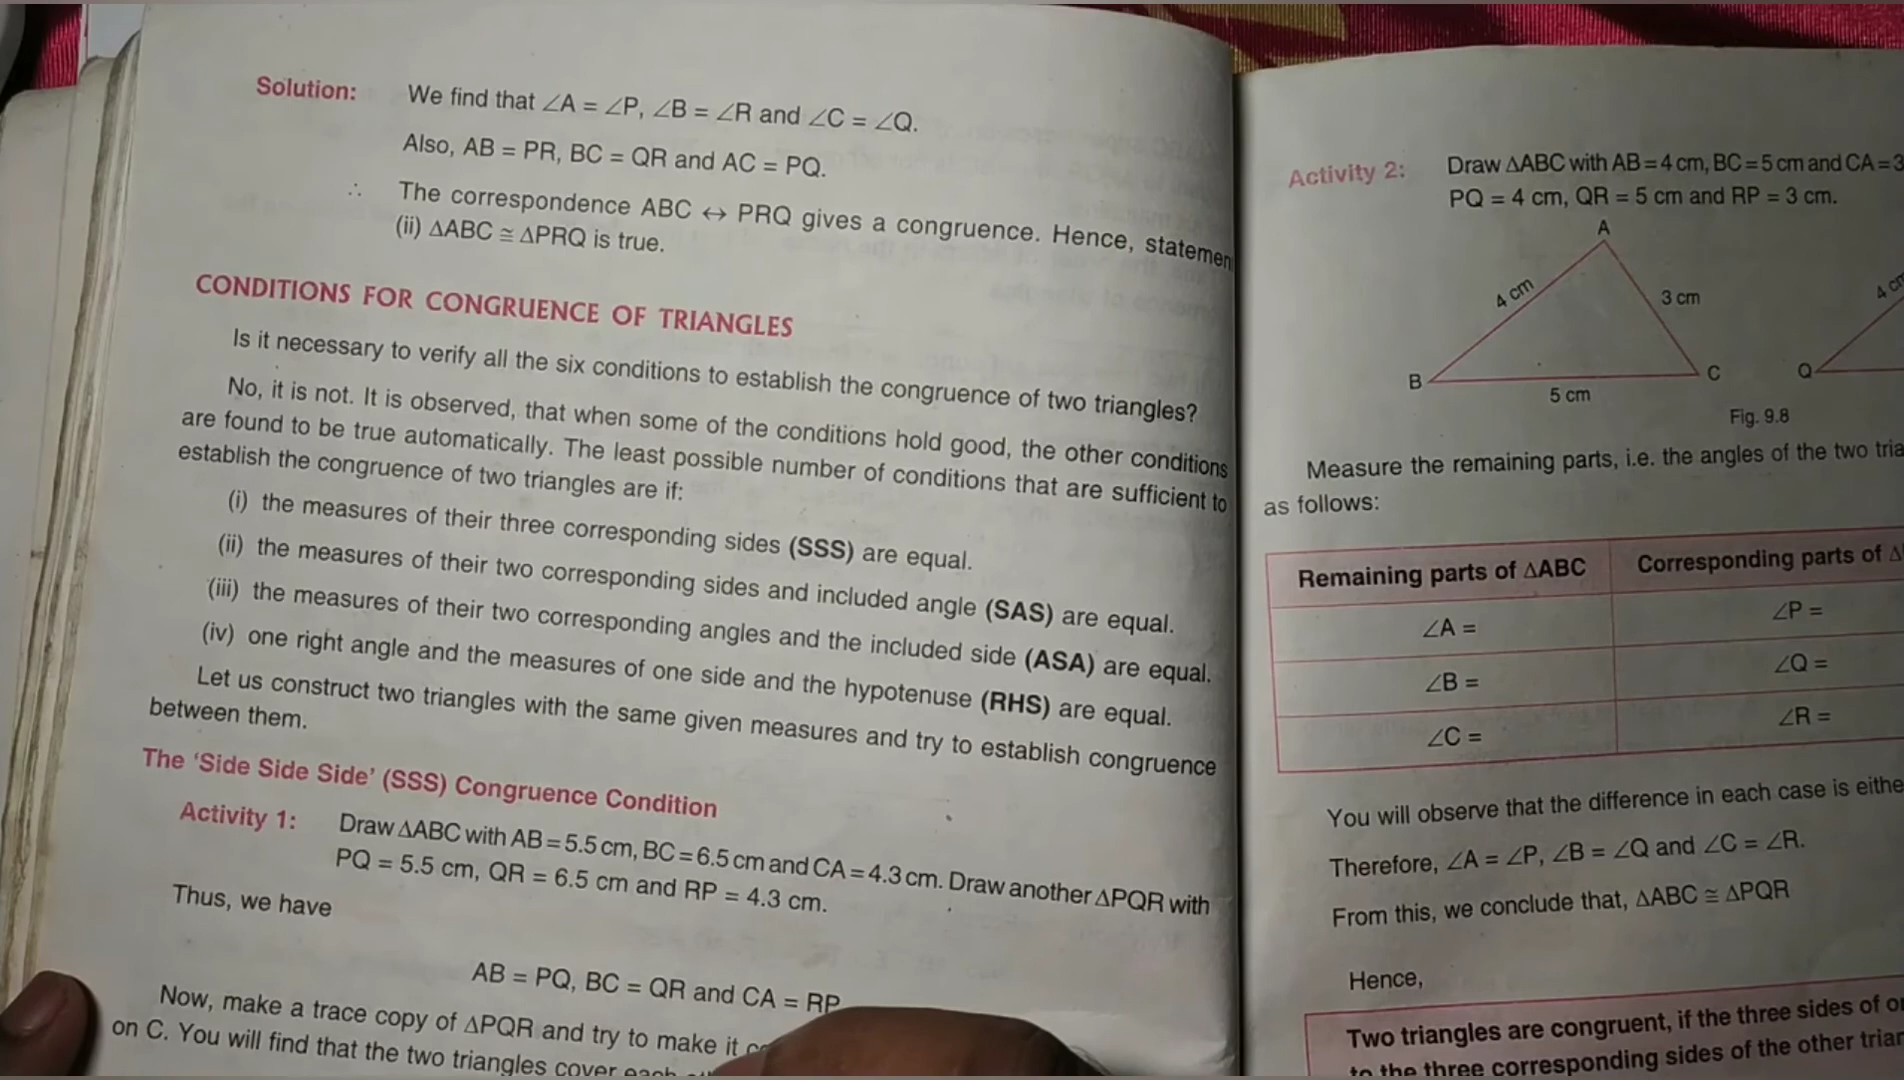 Solution: We find that ∠A = ∠P, ∠B = ∠R and ∠C = ∠Q.
Also, AB = PR, BC = QR and AC = PQ.
∴ The correspondence ABC ↔ PRQ gives a congruence. Hence,
(ii) ΔABC ≅ ΔPRQ is true.
CONDITIONS FOR CONGRUENCE OF TRIANGLES
Is it necessary to verify all the six conditions to establish the congruence of two triangles?
No, it is not. It is observed, that when some of the conditions hold good, the other conditions
are found to be true automatically. The least possible number of conditions that are sufficient to
establish the congruence of two triangles are if:
(i) the measures of their three corresponding sides (SSS) are equal.
(ii) the measures of their two corresponding sides and included angle (SAS) are equal.
(iii) the measures of their two corresponding angles and the included side (ASA) are equal.
(iv) one right angle and the measures of one side and the hypotenuse (RHS) are equal.
Let us construct two triangles with the same given measures and try to establish congruence
between them.
The ‘Side Side Side’ (SSS) Congruence Condition
Activity 1: Draw ΔABC with AB = 5.5 cm, BC = 6.5 cm and CA = 4.3 cm. Draw another ΔPQR with
PQ = 5.5 cm, QR = 6.5 cm and RP = 4.3 cm.
Thus, we have
AB = PQ, BC = QR and CA = RP
Now, make a trace copy of ΔPQR and try to make it
on C. You will find that the two triangles cover
Activity 2: Draw ΔABC with AB = 4 cm, BC = 5 cm and CA = 3
PQ = 4 cm, QR = 5 cm and RP = 3 cm.
A
4 cm
3 cm
4
B
C
Q
5 cm
Fig. 9.8
Measure the remaining parts, i.e. the angles of the two
as follows:
Remaining parts of ΔABC Corresponding parts of
∠A = ∠P =
∠B = ∠Q =
∠C = ∠R =
You will observe that the difference in each case is
Therefore, ∠A = ∠P, ∠B = ∠Q and ∠C = ∠R.
From this, we conclude that, ΔABC ≅ ΔPQR
Hence,
Two triangles are congruent, if the three sides of
to the three corresponding sides of the other